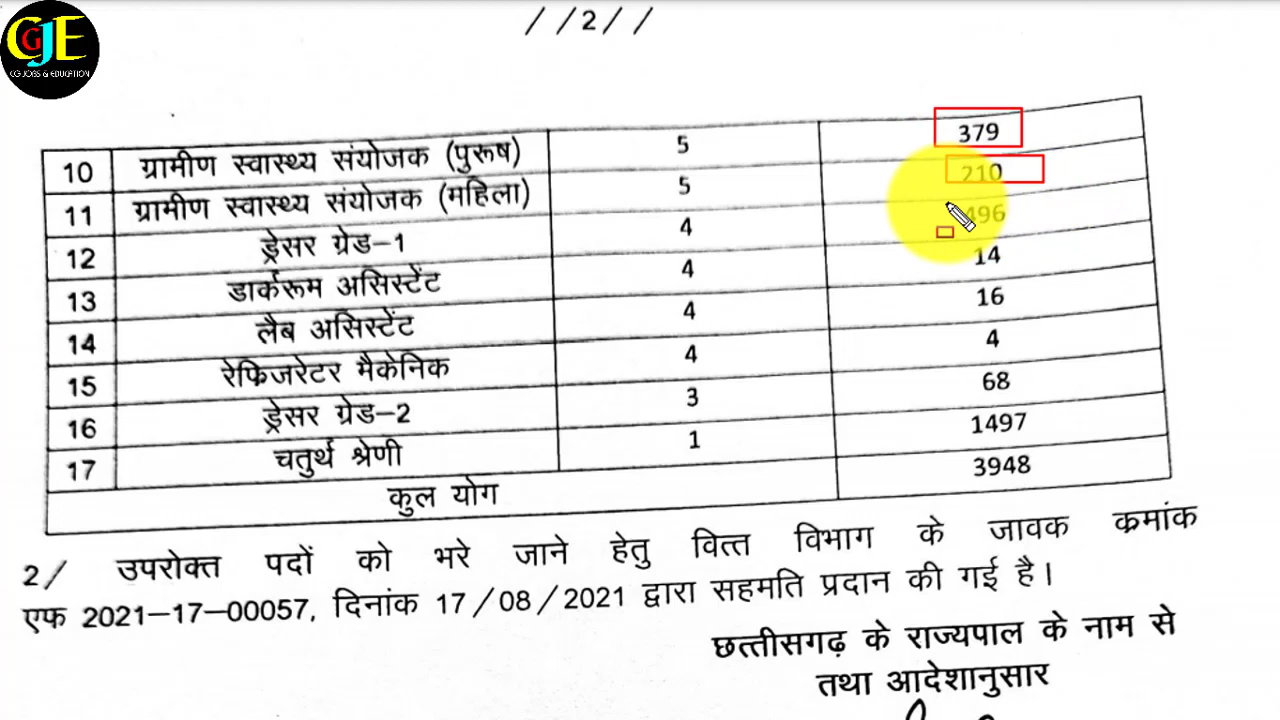 GJE
CG JOBS & EDUCATION
//2//
10 ग्रामीण स्वास्थ्य संयोजक (पुरूष) 5 379
11 ग्रामीण स्वास्थ्य संयोजक (महिला) 5 210
12 ड्रेसर ग्रेड–1 4 496
13 डार्करूम असिस्टेंट 4 14
14 लैब असिस्टेंट 4 16
15 रेफ्रिजरेटर मैकेनिक 4 4
16 ड्रेसर ग्रेड–2 3 68
17 चतुर्थ श्रेणी 1 1497
कुल योग 3948
2/ उपरोक्त पदों को भरे जाने हेतु वित्त विभाग के जावक क्रमांक
एफ 2021–17–00057, दिनांक 17/08/2021 द्वारा सहमति प्रदान की गई है।
छत्तीसगढ़ के राज्यपाल के नाम से
तथा आदेशानुसार